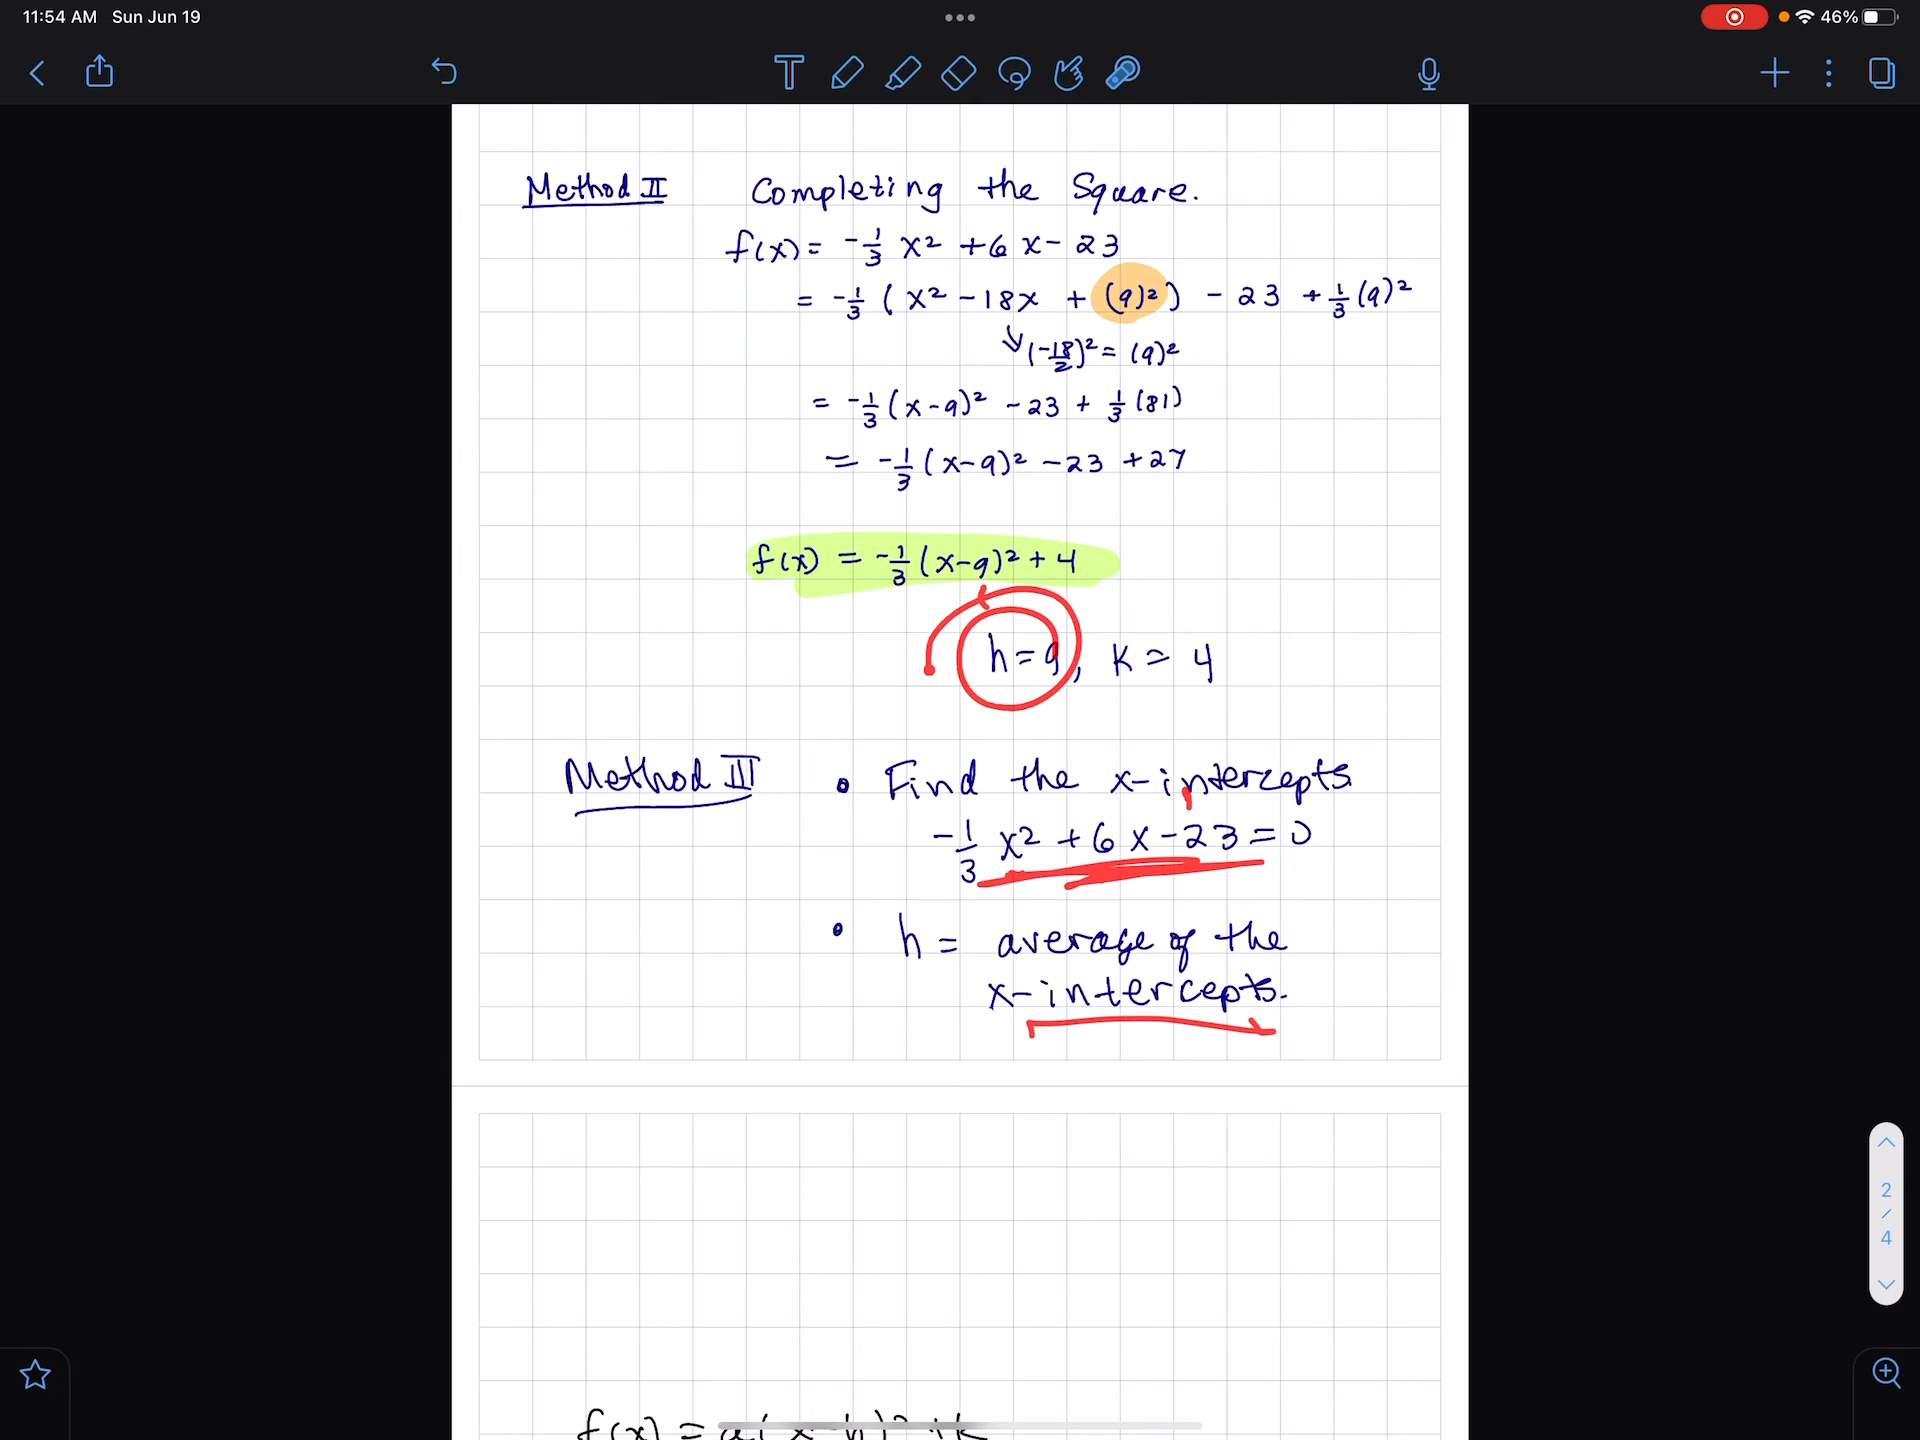 11:54 AM Sun Jun 19
46%
Method II Completing the Square.
f(x) = -1/3 x² +6x - 23
= -1/3 ( x² - 18x + (9)² ) - 23 + 1/3 (9)²
↓ (-18/2)² = (9)²
= -1/3 (x-9)² - 23 + 1/3 (81)
= -1/3 (x-9)² - 23 + 27
f(x) = -1/3 (x-9)² + 4
h = 9, k = 4
Method III • Find the x-intercepts
-1/3 x² + 6x - 23 = 0
• h = average of the
x-intercepts.
2
/
4
f(x) = a(x-h)² + k